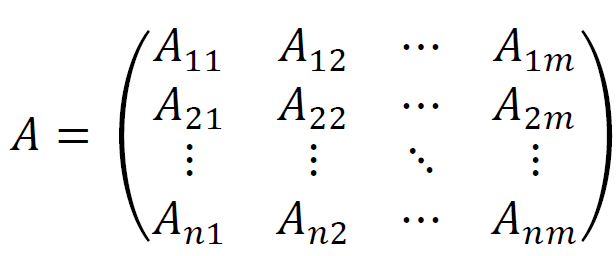 A₁₁ A₁₂ ⋯ A₁ₘ
A₂₁ A₂₂ ⋯ A₂ₘ
A = ⋮ ⋮ ⋱ ⋮
Aₙ₁ Aₙ₂ ⋯ Aₙₘ